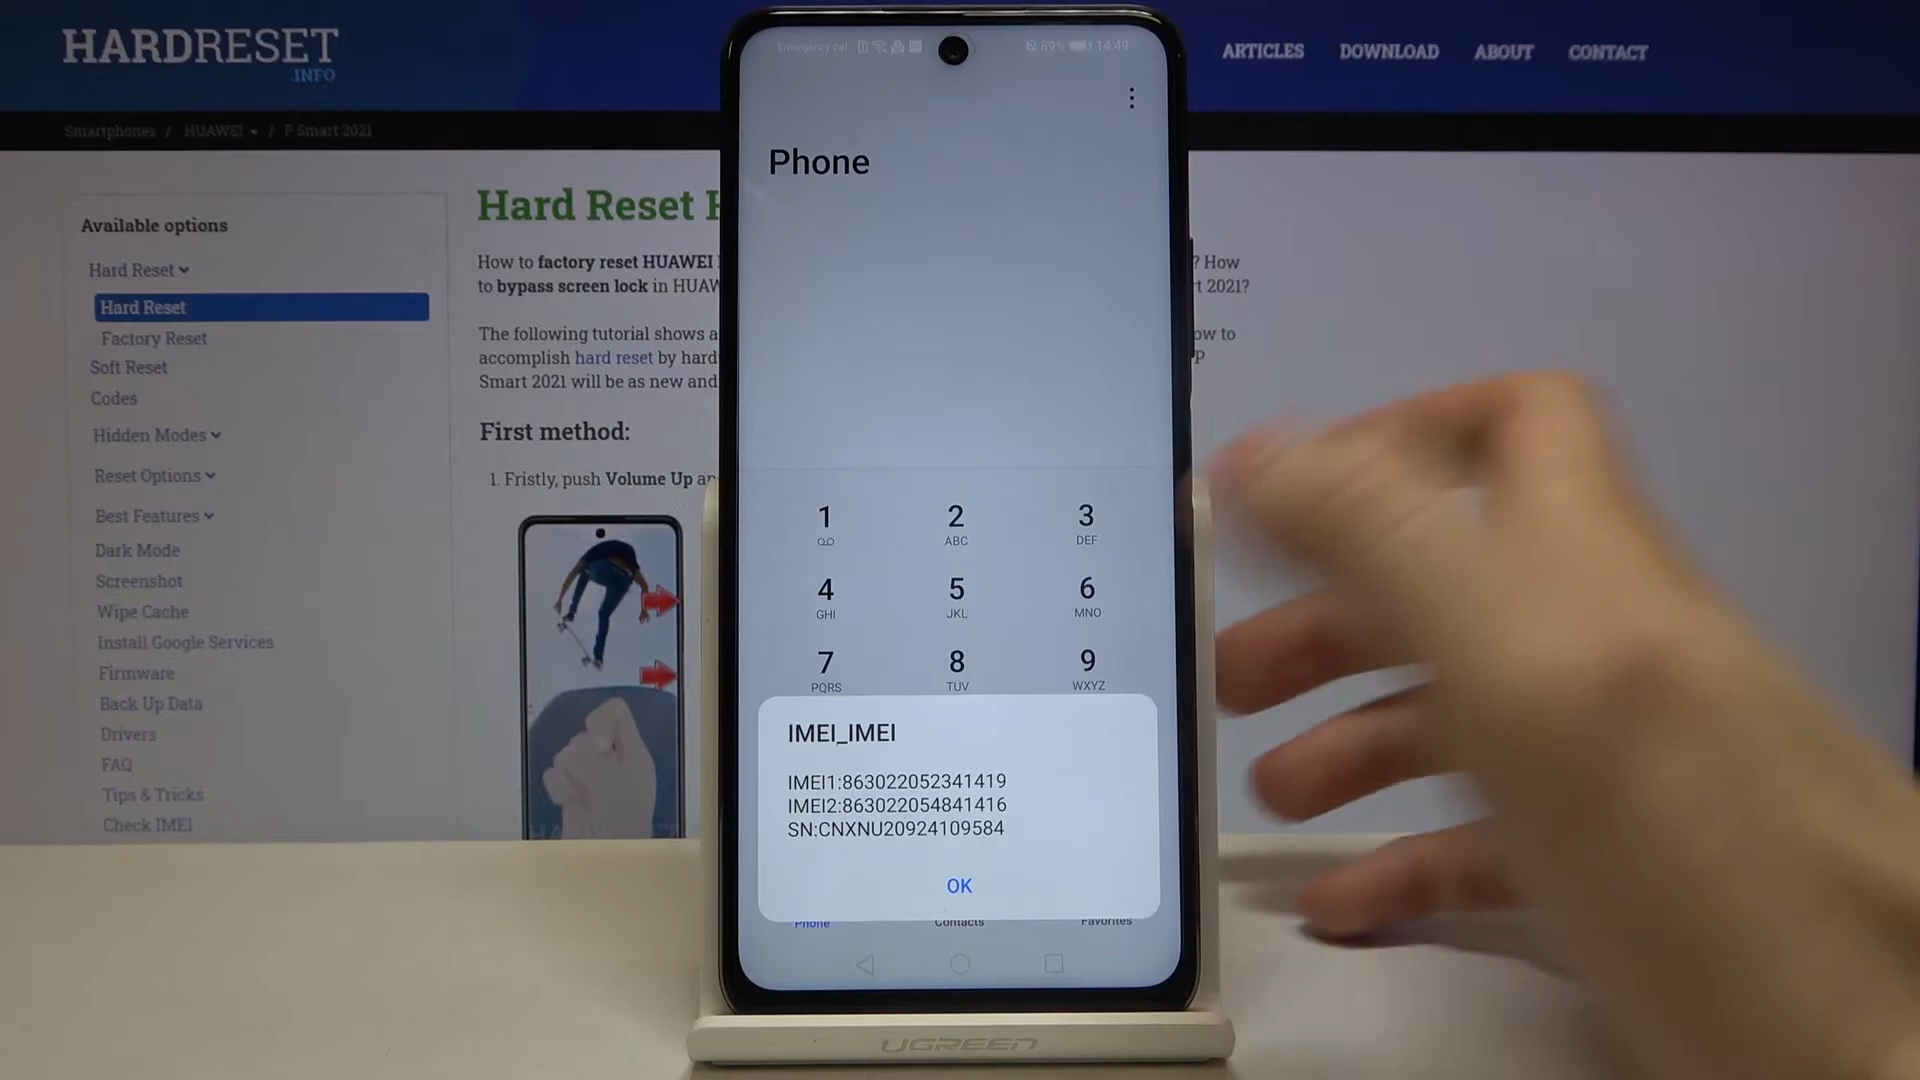 HARDRESET
.INFO
ARTICLES
DOWNLOAD
ABOUT
CONTACT
Smartphones / HUAWEI / P Smart 2021
Available options
Hard Reset
Hard Reset
Factory Reset
Soft Reset
Codes
Hidden Modes
Reset Options
Best Features
Dark Mode
Screenshot
Wipe Cache
Install Google Services
Firmware
Back Up Data
Drivers
FAQ
Tips & Tricks
Check IMEI
Hard Reset
How to factory reset HUAWEI ? How
to bypass screen lock in 2021?
The following tutorial shows to
accomplish hard reset by P
Smart 2021 will be as new and
First method:
1. Fristly, push Volume Up
Emergency cal 89% 14:49
Phone
1 2 3
ABC DEF
4 5 6
GHI JKL MNO
7 8 9
PQRS TUV WXYZ
IMEI_IMEI
IMEI1:863022052341419
IMEI2:863022054841416
SN:CNXNU20924109584
OK
Phone Contacts Favorites
UGREEN